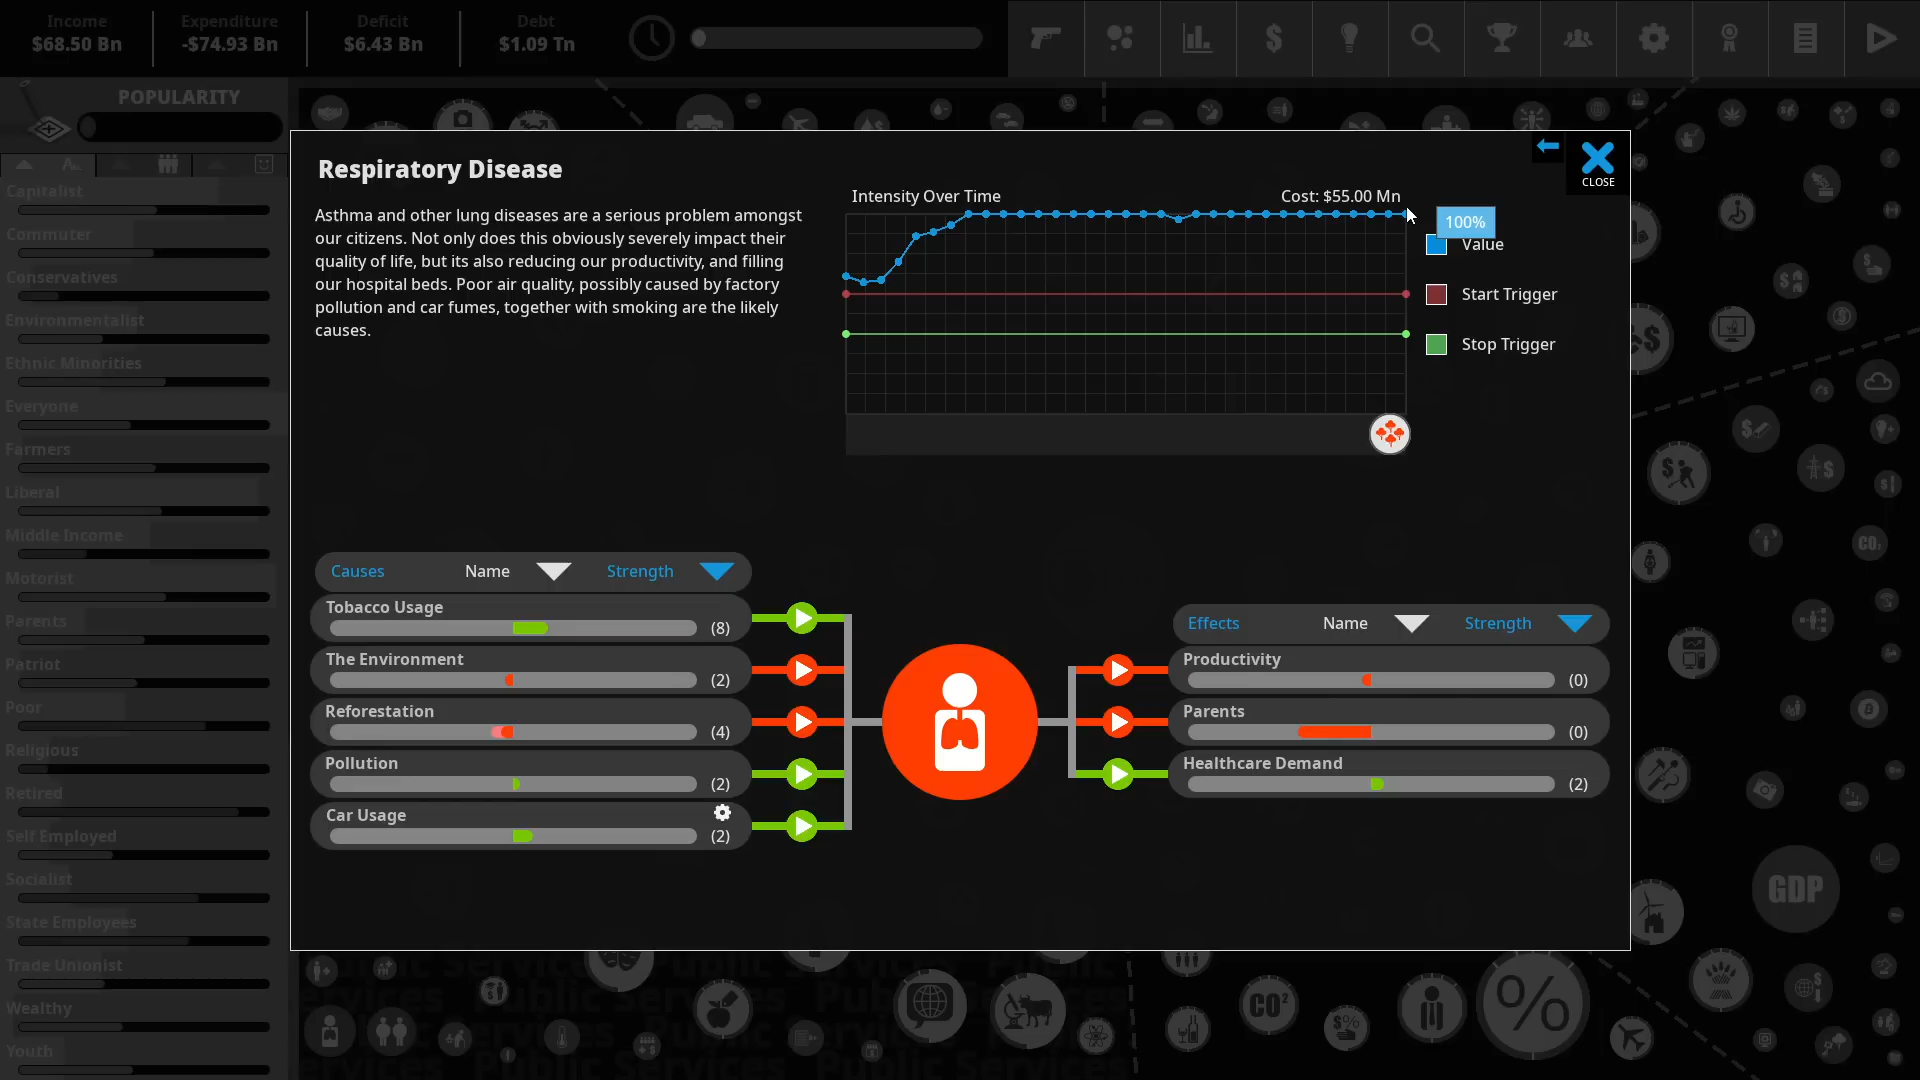 Income
Expenditure
Deficit
Debt
$68.50 Bn
-$74.93 Bn
$6.43 Bn
$1.09 Tn
POPULARITY
Capitalist
Commuter
Conservatives
Environmentalist
Ethnic Minorities
Everyone
Farmers
Liberal
Middle Income
Motorist
Parents
Patriot
Poor
Religious
Retired
Self Employed
Socialist
State Employees
Trade Unionist
Wealthy
Youth
Respiratory Disease
CLOSE
Asthma and other lung diseases are a serious problem amongst
our citizens. Not only does this obviously severely impact their
quality of life, but its also reducing our productivity, and filling
our hospital beds. Poor air quality, possibly caused by factory
pollution and car fumes, together with smoking are the likely
causes.
Intensity Over Time
Cost: $55.00 Mn
100%
Value
Start Trigger
Stop Trigger
Causes
Name
Strength
Tobacco Usage
(8)
The Environment
(2)
Reforestation
(4)
Pollution
(2)
Car Usage
(2)
Effects
Name
Strength
Productivity
(0)
Parents
(0)
Healthcare Demand
(2)
GDP
CO²
CO₂
%
Public Services